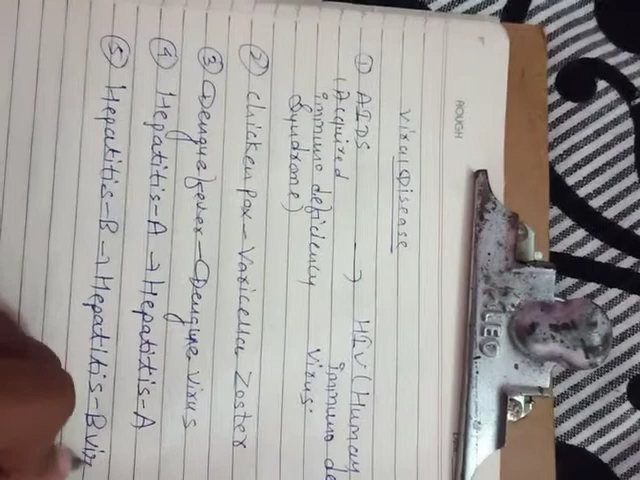 ROUGH
LEO
Viral Disease
① AIDS → HIV (Human
(Acquired immuno de
immuno deficiency Virus.
Syndrome)
② Chicken pox - Varicella Zoster
③ Dengue fever - Dengue Virus
④ Hepatitis-A → Hepatitis-A
⑤ Hepatitis-B → Hepatitis-B Vir